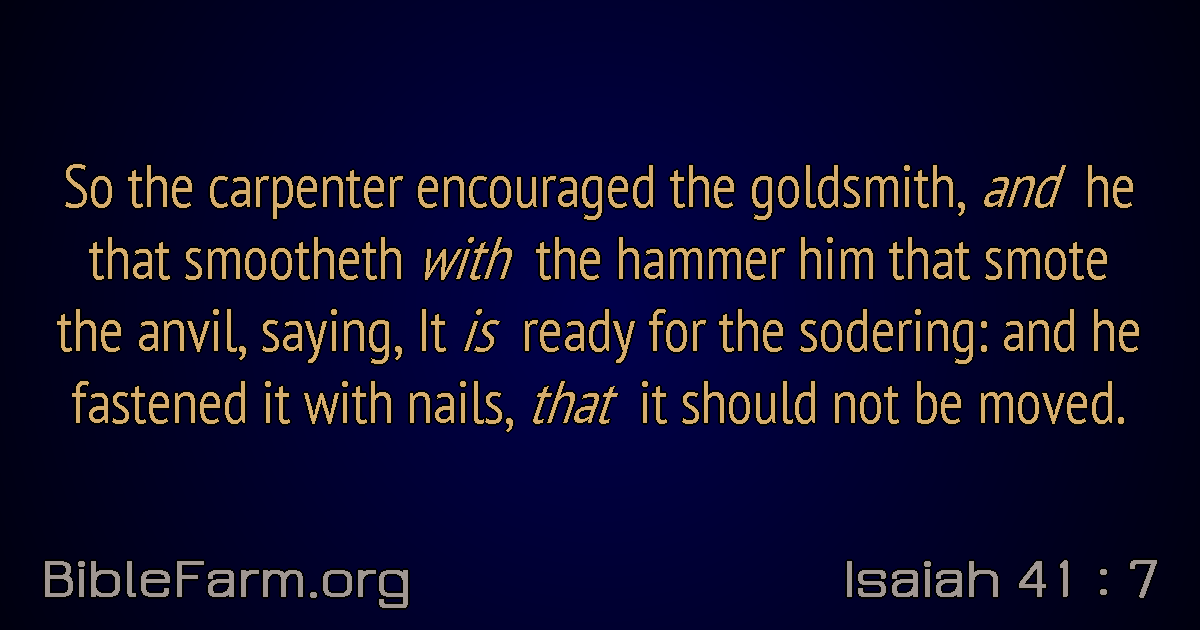 So the carpenter encouraged the goldsmith, and he
that smootheth with the hammer him that smote
the anvil, saying, It is ready for the sodering: and he
fastened it with nails, that it should not be moved.
BibleFarm.org
Isaiah 41 : 7